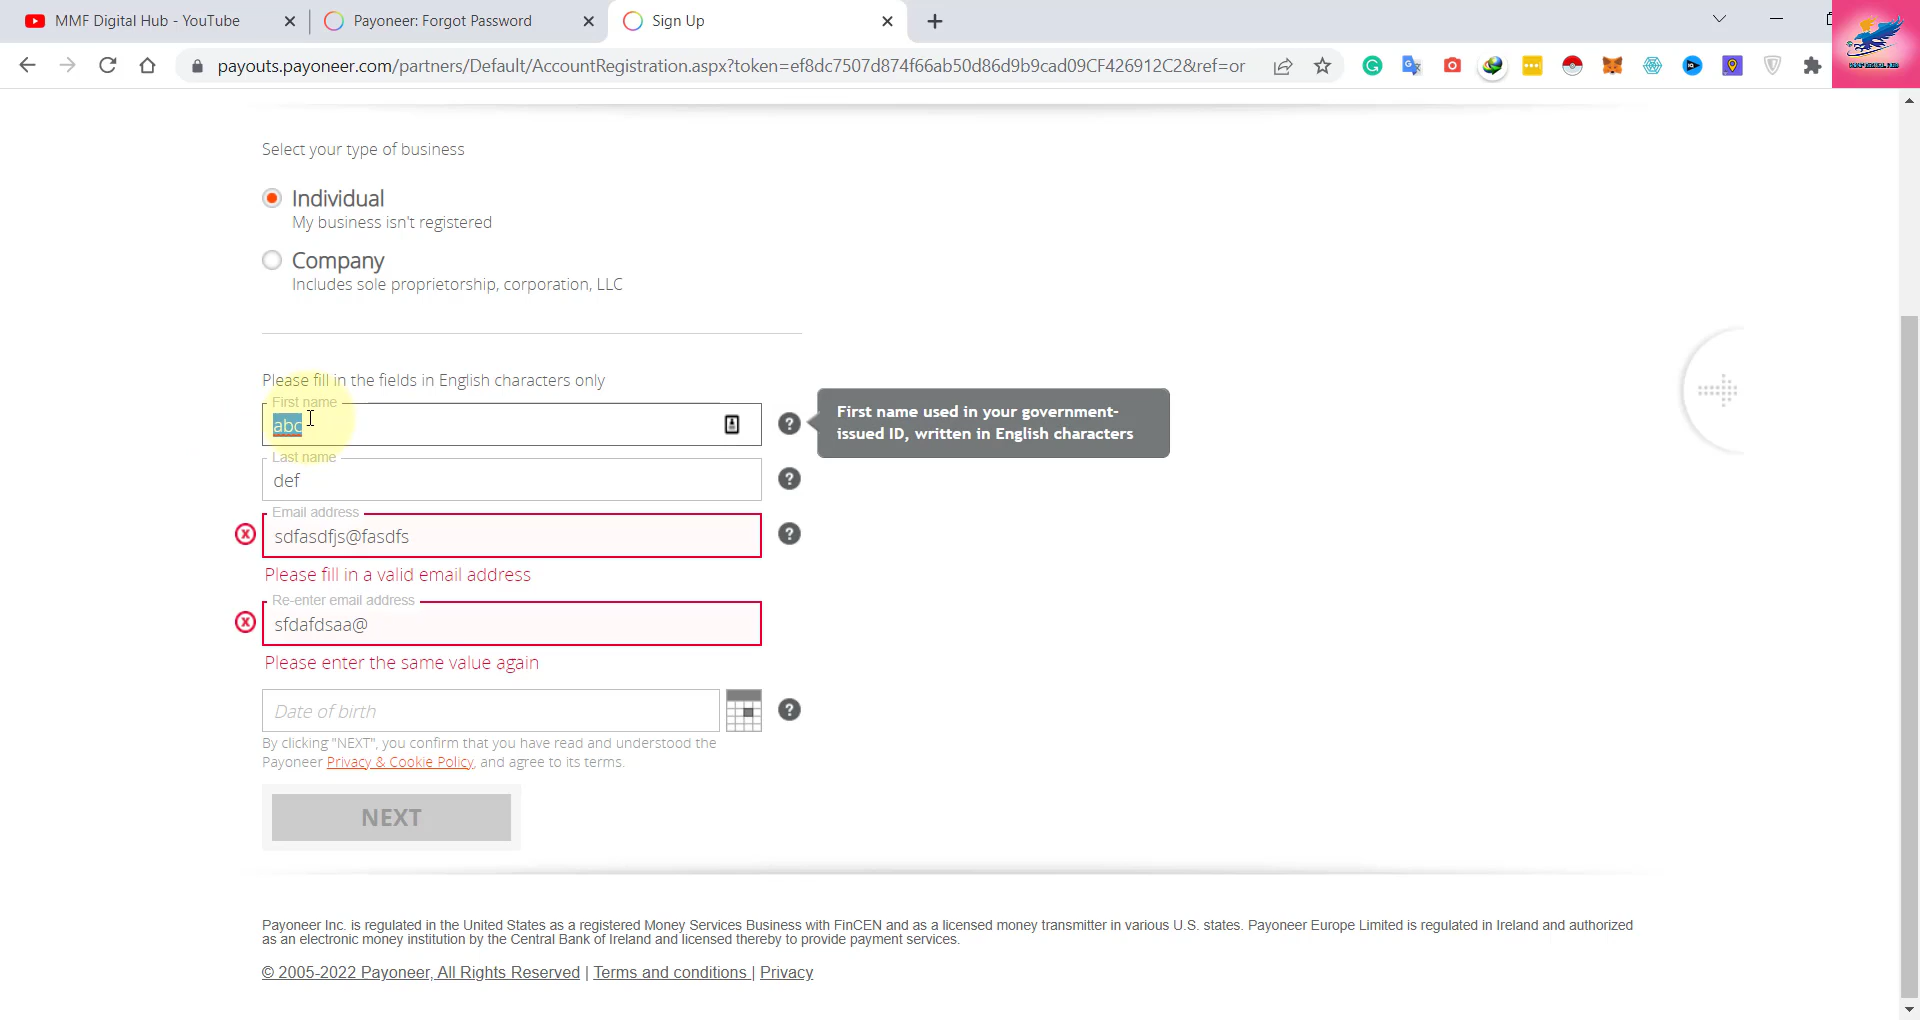 MMF Digital Hub - YouTube
Payoneer: Forgot Password
Sign Up
payouts.payoneer.com/partners/Default/AccountRegistration.aspx?token=ef8dc7507d874f66ab50d86d9b9cad09CF426912C2&ref=or
Select your type of business
Individual
My business isn't registered
Company
Includes sole proprietorship, corporation, LLC
Please fill in the fields in English characters only
First name
abc
First name used in your government-
issued ID, written in English characters
Last name
def
Email address
sdfasdfjs@fasdfs
Please fill in a valid email address
Re-enter email address
sfdafdsaa@
Please enter the same value again
Date of birth
By clicking "NEXT", you confirm that you have read and understood the
Payoneer Privacy & Cookie Policy, and agree to its terms.
NEXT
Payoneer Inc. is regulated in the United States as a registered Money Services Business with FinCEN and as a licensed money transmitter in various U.S. states. Payoneer Europe Limited is regulated in Ireland and authorized
as an electronic money institution by the Central Bank of Ireland and licensed thereby to provide payment services.
© 2005-2022 Payoneer, All Rights Reserved | Terms and conditions | Privacy